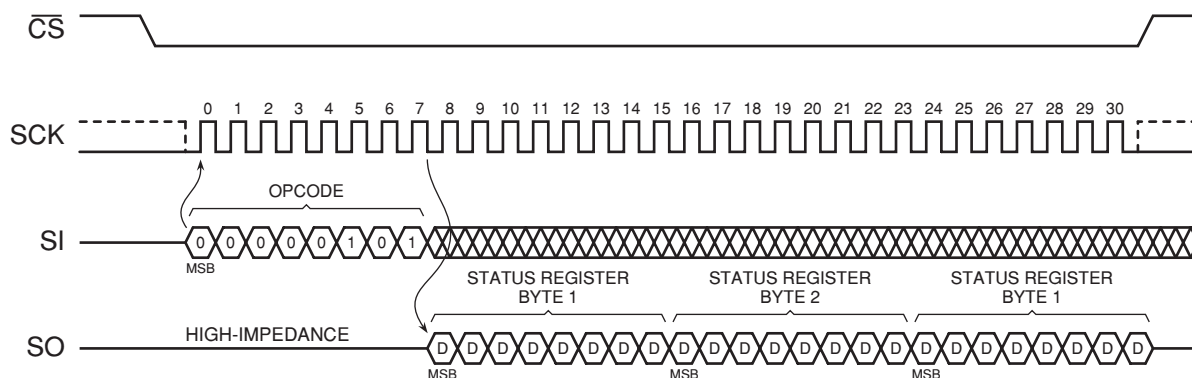 CS
SCK
0 1 2 3 4 5 6 7 8 9 10 11 12 13 14 15 16 17 18 19 20 21 22 23 24 25 26 27 28 29 30
OPCODE
SI
0 0 0 0 0 1 0 1
MSB
STATUS REGISTER
BYTE 1
STATUS REGISTER
BYTE 2
STATUS REGISTER
BYTE 1
HIGH-IMPEDANCE
SO
D D D D D D D D D D D D D D D D D D D D D D D D
MSB MSB MSB